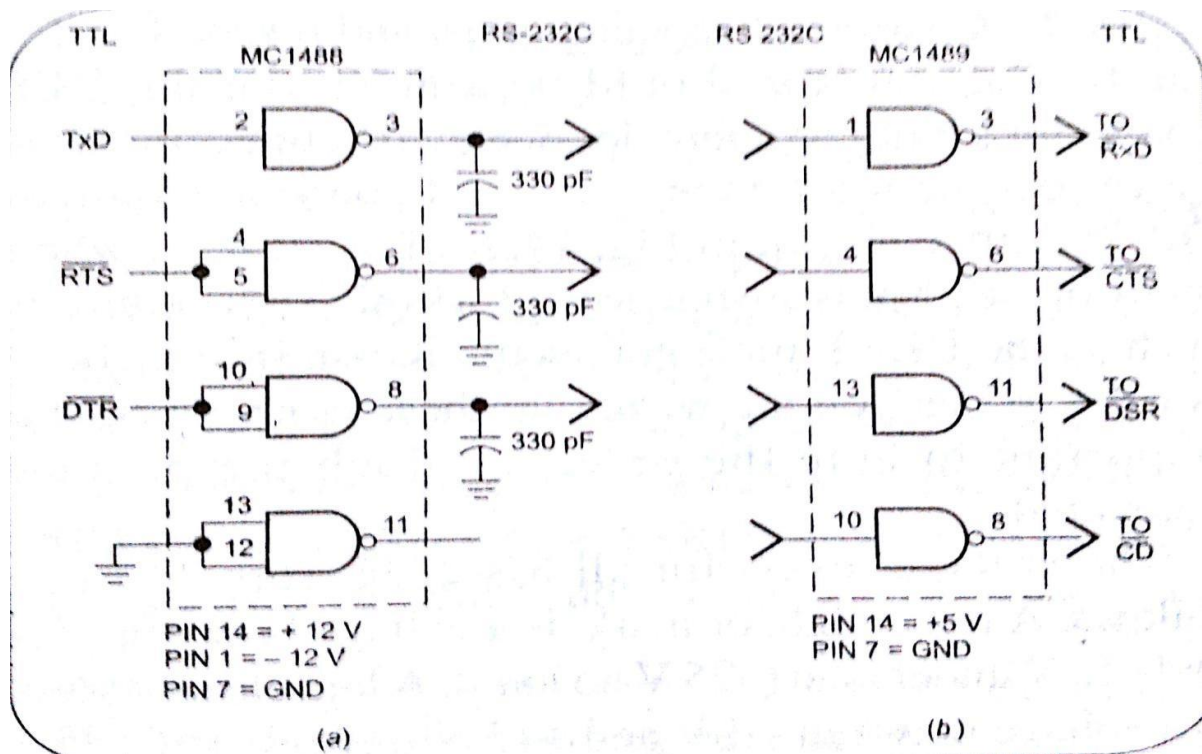 TTL RS-232C RS 232C TTL
MC1488 MC1489
TxD 2 3 1 3 TO RxD
330 pF
RTS 4 5 6 4 6 TO CTS
330 pF
DTR 10 9 8 13 11 TO DSR
330 pF
13 12 11 10 8 TO CD
PIN 14 = + 12 V PIN 14 = +5 V
PIN 1 = – 12 V PIN 7 = GND
PIN 7 = GND
(a) (b)